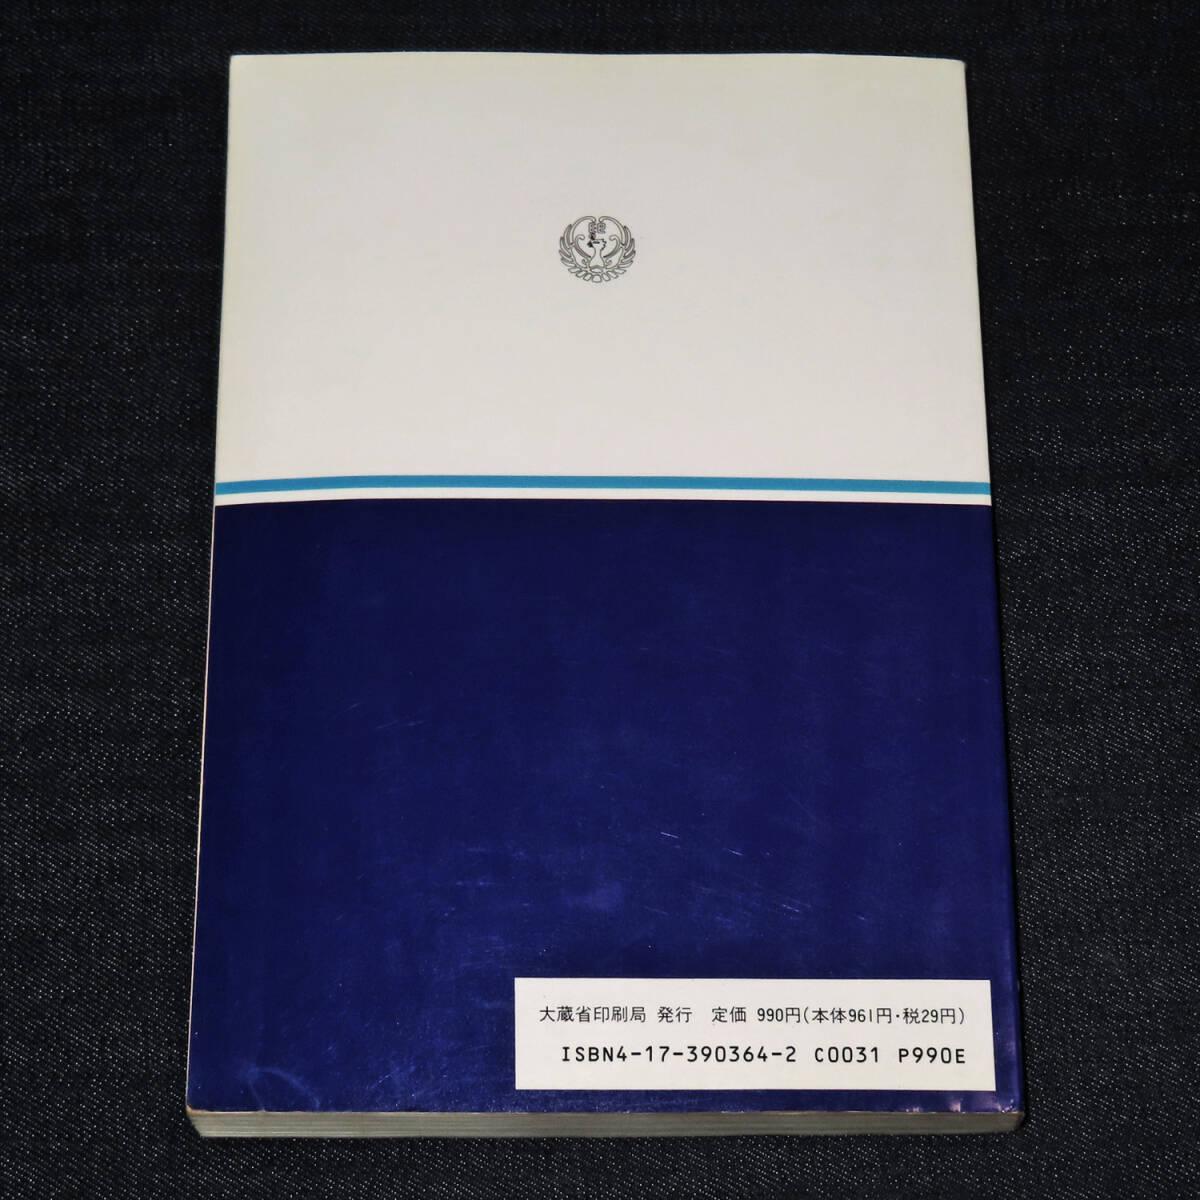 大蔵省印刷局 発行 定価 990円(本体961円・税29円)
ISBN4-17-390364-2 C0031 P990E